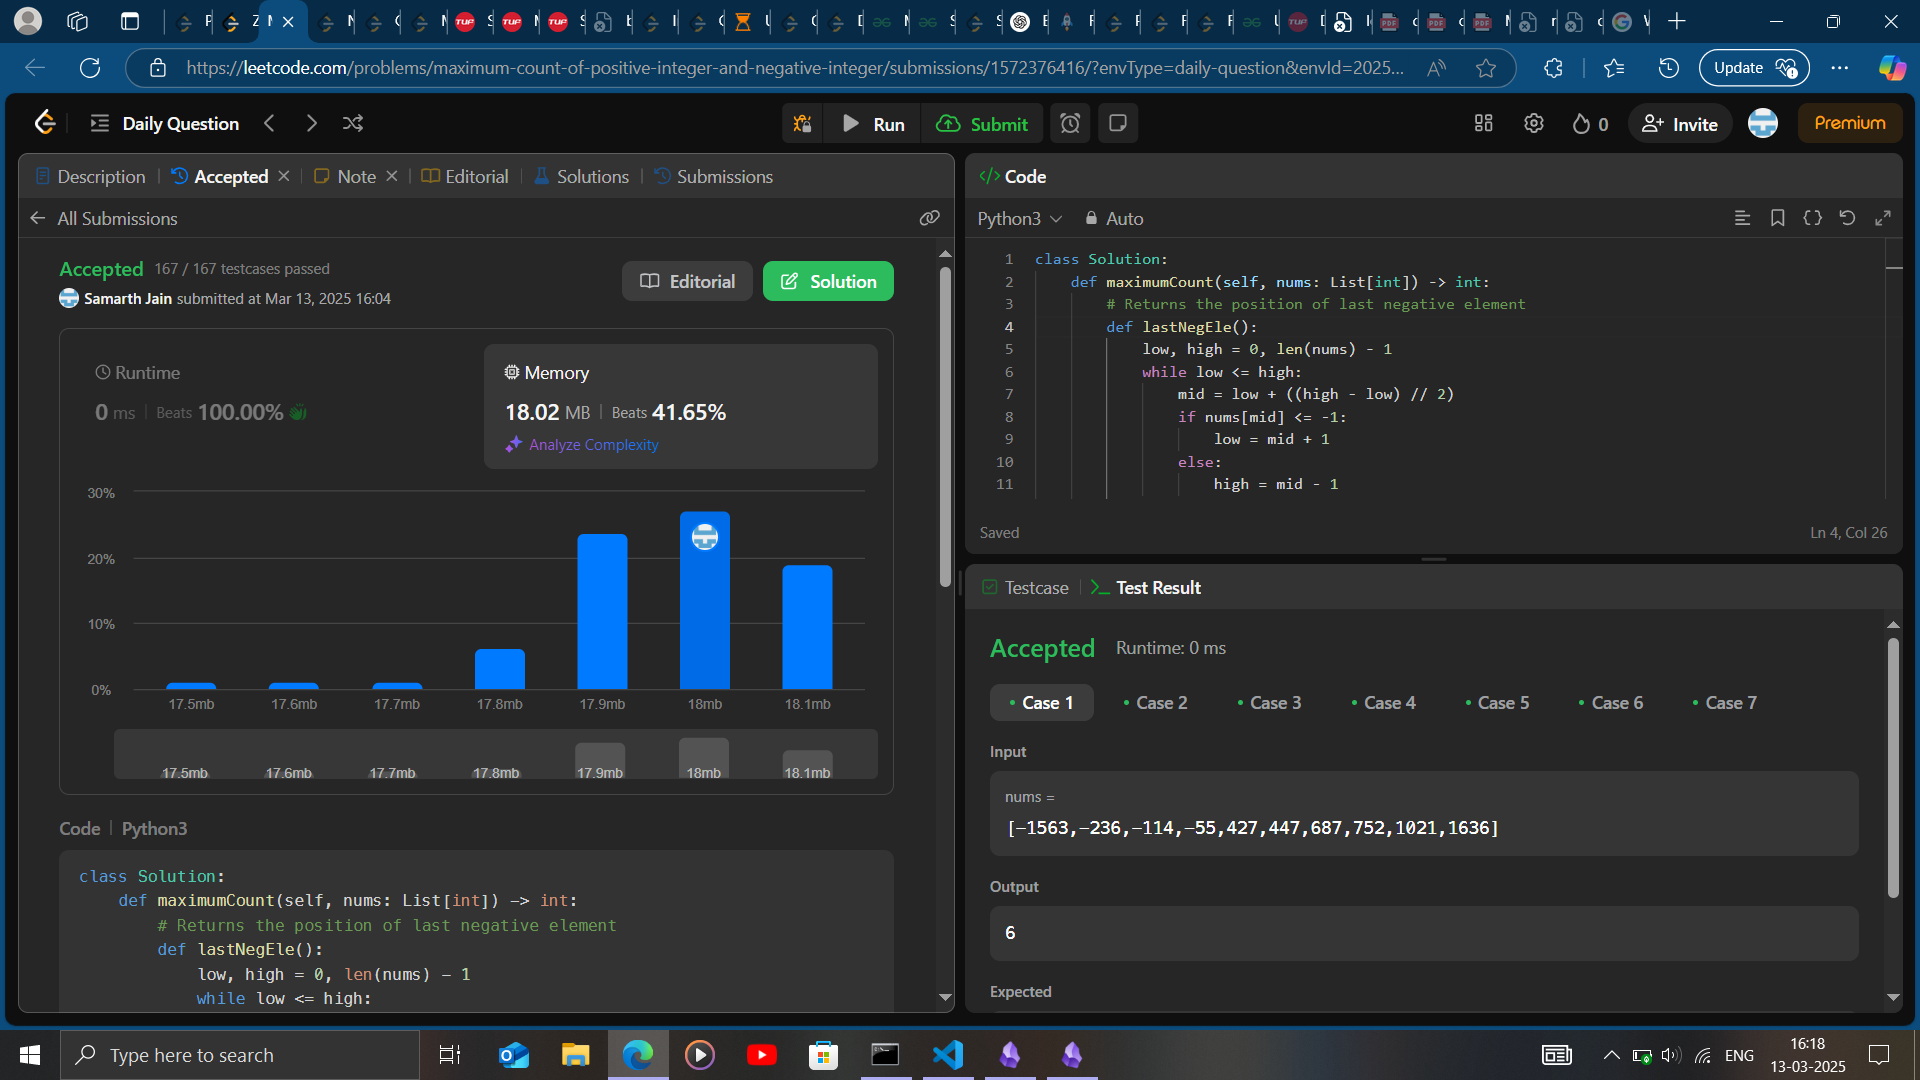 https://leetcode.com/problems/maximum-count-of-positive-integer-and-negative-integer/submissions/1572376416/?envType=daily-question&envId=2025...
Update
Daily Question
Run
Submit
0
Invite
Premium
Description
Accepted
Note
Editorial
Solutions
Submissions
All Submissions
Accepted 167 / 167 testcases passed
Samarth Jain submitted at Mar 13, 2025 16:04
Editorial
Solution
Runtime
0 ms Beats 100.00%
Memory
18.02 MB Beats 41.65%
Analyze Complexity
30%
20%
10%
0%
17.5mb 17.6mb 17.7mb 17.8mb 17.9mb 18mb 18.1mb
17.5mb 17.6mb 17.7mb 17.8mb 17.9mb 18mb 18.1mb
Code Python3
class Solution:
def maximumCount(self, nums: List[int]) -> int:
# Returns the position of last negative element
def lastNegEle():
low, high = 0, len(nums) - 1
while low <= high:
</> Code
Python3 Auto
1 class Solution:
2 def maximumCount(self, nums: List[int]) -> int:
3 # Returns the position of last negative element
4 def lastNegEle():
5 low, high = 0, len(nums) - 1
6 while low <= high:
7 mid = low + ((high - low) // 2)
8 if nums[mid] <= -1:
9 low = mid + 1
10 else:
11 high = mid - 1
Saved
Ln 4, Col 26
Testcase
Test Result
Accepted Runtime: 0 ms
Case 1 Case 2 Case 3 Case 4 Case 5 Case 6 Case 7
Input
nums =
[-1563,-236,-114,-55,427,447,687,752,1021,1636]
Output
6
Expected
Type here to search
ENG
16:18
13-03-2025